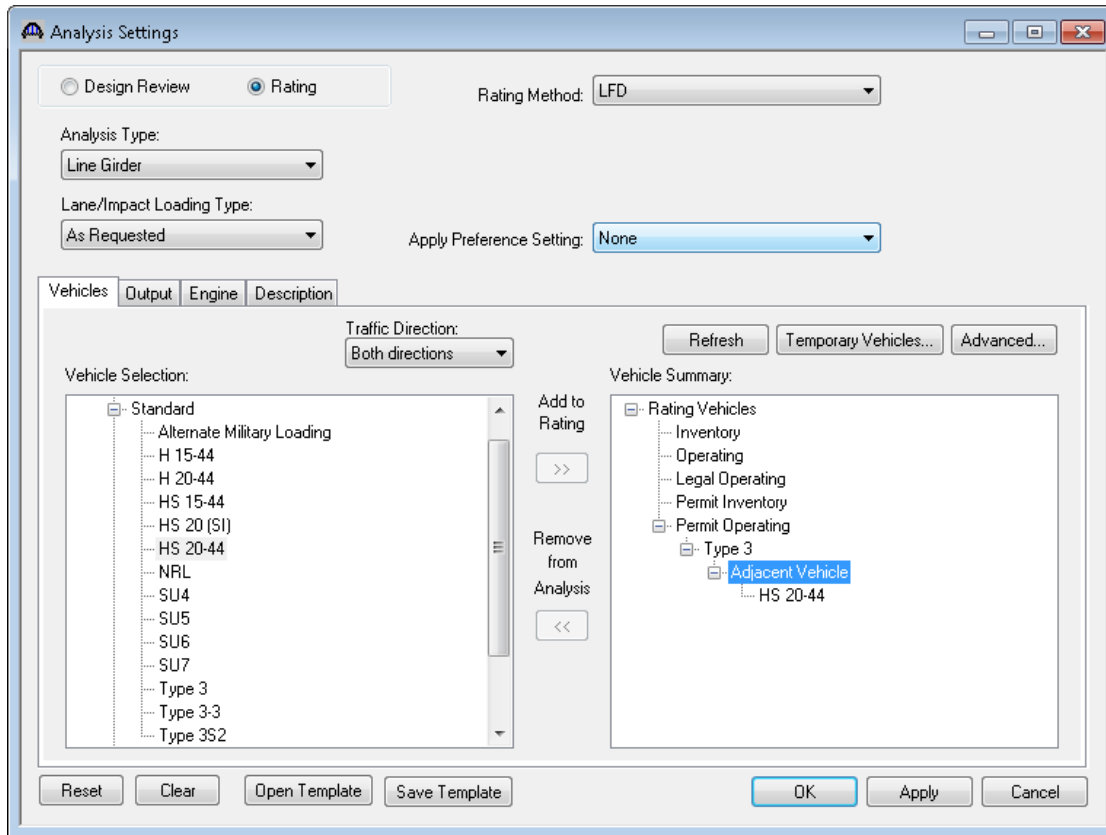 Analysis Settings
Design Review
Rating
Rating Method:
LFD
Analysis Type:
Line Girder
Lane/Impact Loading Type:
As Requested
Apply Preference Setting:
None
Vehicles
Output
Engine
Description
Traffic Direction:
Both directions
Refresh
Temporary Vehicles...
Advanced...
Vehicle Selection:
Standard
Alternate Military Loading
H 15-44
H 20-44
HS 15-44
HS 20 (SI)
HS 20-44
NRL
SU4
SU5
SU6
SU7
Type 3
Type 3-3
Type 3S2
Add to
Rating
>>
Remove
from
Analysis
<<
Vehicle Summary:
Rating Vehicles
Inventory
Operating
Legal Operating
Permit Inventory
Permit Operating
Type 3
Adjacent Vehicle
HS 20-44
Reset
Clear
Open Template
Save Template
OK
Apply
Cancel